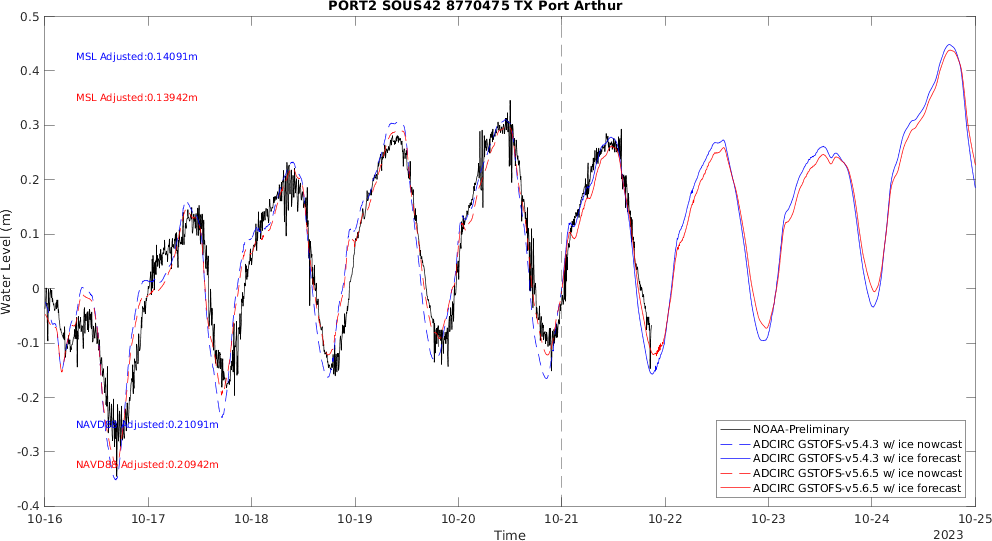 PORT2 SOUS42 8770475 TX Port Arthur
0.5
0.4
0.3
0.2
0.1
0
-0.1
-0.2
-0.3
-0.4
Water Level (m)
MSL Adjusted:0.14091m
MSL Adjusted:0.13942m
NAVD88 Adjusted:0.21091m
NAVD88 Adjusted:0.20942m
NOAA-Preliminary
ADCIRC GSTOFS-v5.4.3 w/ ice nowcast
ADCIRC GSTOFS-v5.4.3 w/ ice forecast
ADCIRC GSTOFS-v5.6.5 w/ ice nowcast
ADCIRC GSTOFS-v5.6.5 w/ ice forecast
10-16 10-17 10-18 10-19 10-20 10-21 10-22 10-23 10-24 10-25
Time
2023